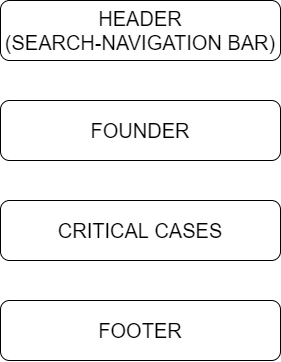 HEADER
(SEARCH-NAVIGATION BAR)
FOUNDER
CRITICAL CASES
FOOTER